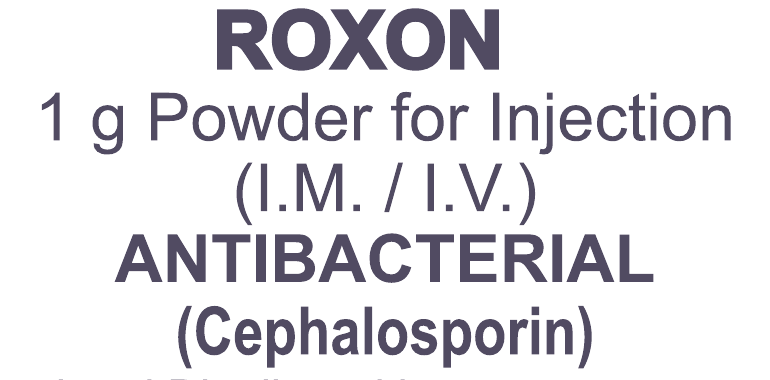 ROXON
1 g Powder for Injection
(I.M. / I.V.)
ANTIBACTERIAL
(Cephalosporin)